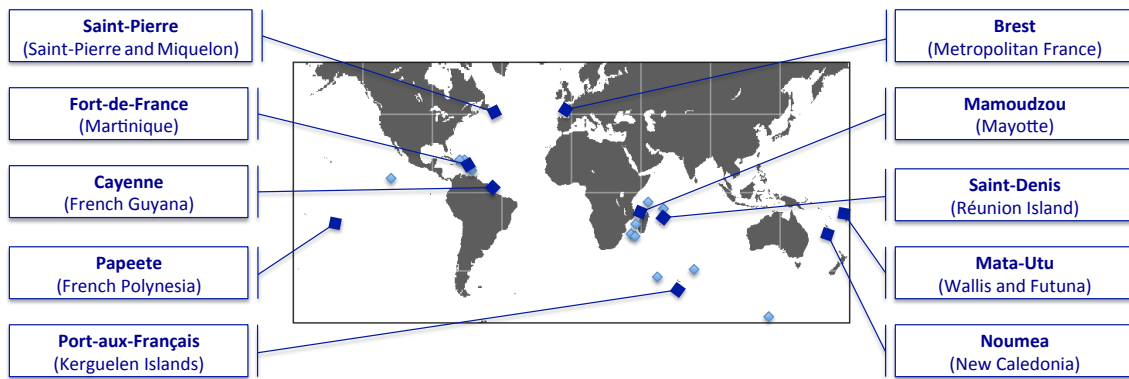 Saint-Pierre
(Saint-Pierre and Miquelon)
Fort-de-France
(Martinique)
Cayenne
(French Guyana)
Papeete
(French Polynesia)
Port-aux-Français
(Kerguelen Islands)
Brest
(Metropolitan France)
Mamoudzou
(Mayotte)
Saint-Denis
(Réunion Island)
Mata-Utu
(Wallis and Futuna)
Noumea
(New Caledonia)